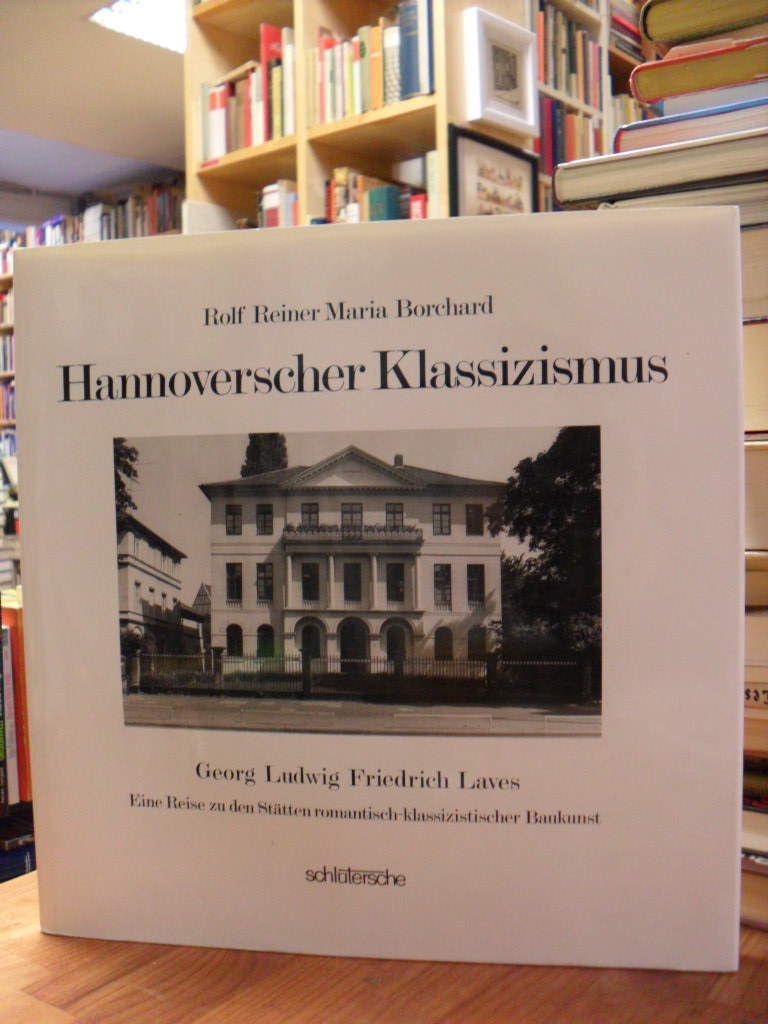 Rolf Reiner Maria Borchard
Hannoverscher Klassizismus
Georg Ludwig Friedrich Laves
Eine Reise zu den Stätten romantisch-klassizistischer Baukunst
schlütersche